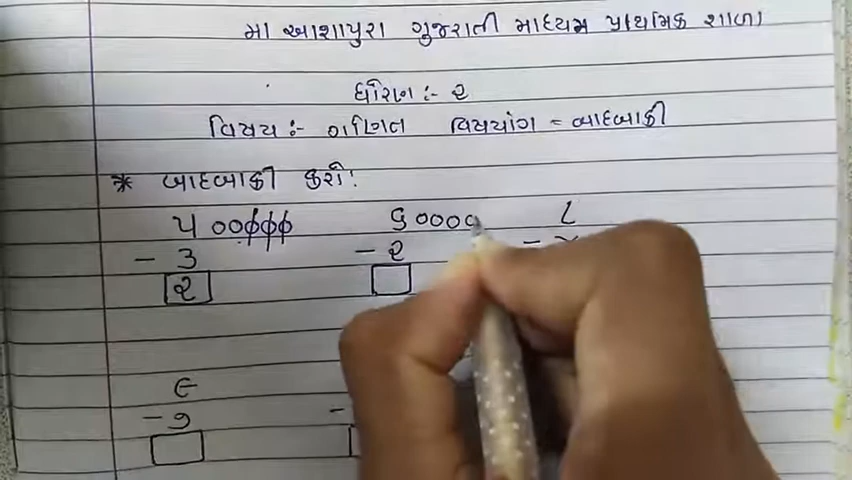 મા આશાપુરા ગુજરાતી માધ્યમ પ્રાથમિક શાળા
ધોરણ :- ૨
વિષય :- ગણિત વિષયાંગ - બાદબાકી
* બાદબાકી કરો:
૫ ૦૦૦૦૦ ૬ ૦૦૦૦ ૮
- ૩ - ૨ -
૨
૯
- ૭ -